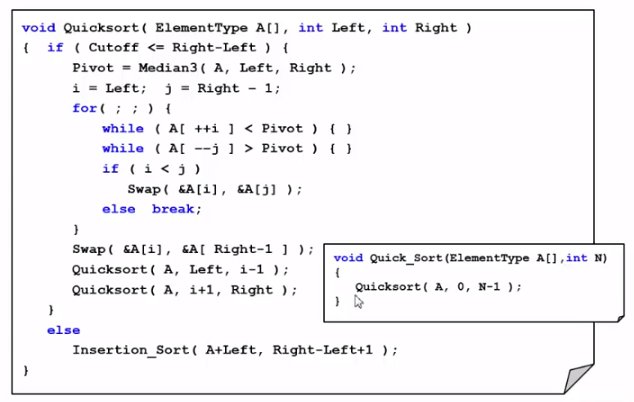 void Quicksort( ElementType A[], int Left, int Right )
{  if ( Cutoff <= Right-Left ) {
      Pivot = Median3( A, Left, Right );
      i = Left;  j = Right - 1;
      for( ; ; ) {
         while ( A[ ++i ] < Pivot ) { }
         while ( A[ --j ] > Pivot ) { }
         if ( i < j )
            Swap( &A[i], &A[j] );
         else  break;
      }
      Swap( &A[i], &A[ Right-1 ] );
      Quicksort( A, Left, i-1 );
      Quicksort( A, i+1, Right );
   }
   else
      Insertion_Sort( A+Left, Right-Left+1 );
}
void Quick_Sort(ElementType A[],int N)
{
   Quicksort( A, 0, N-1 );
}